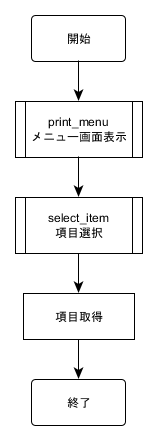 開始
print_menu
メニュー画面表示
select_item
項目選択
項目取得
終了